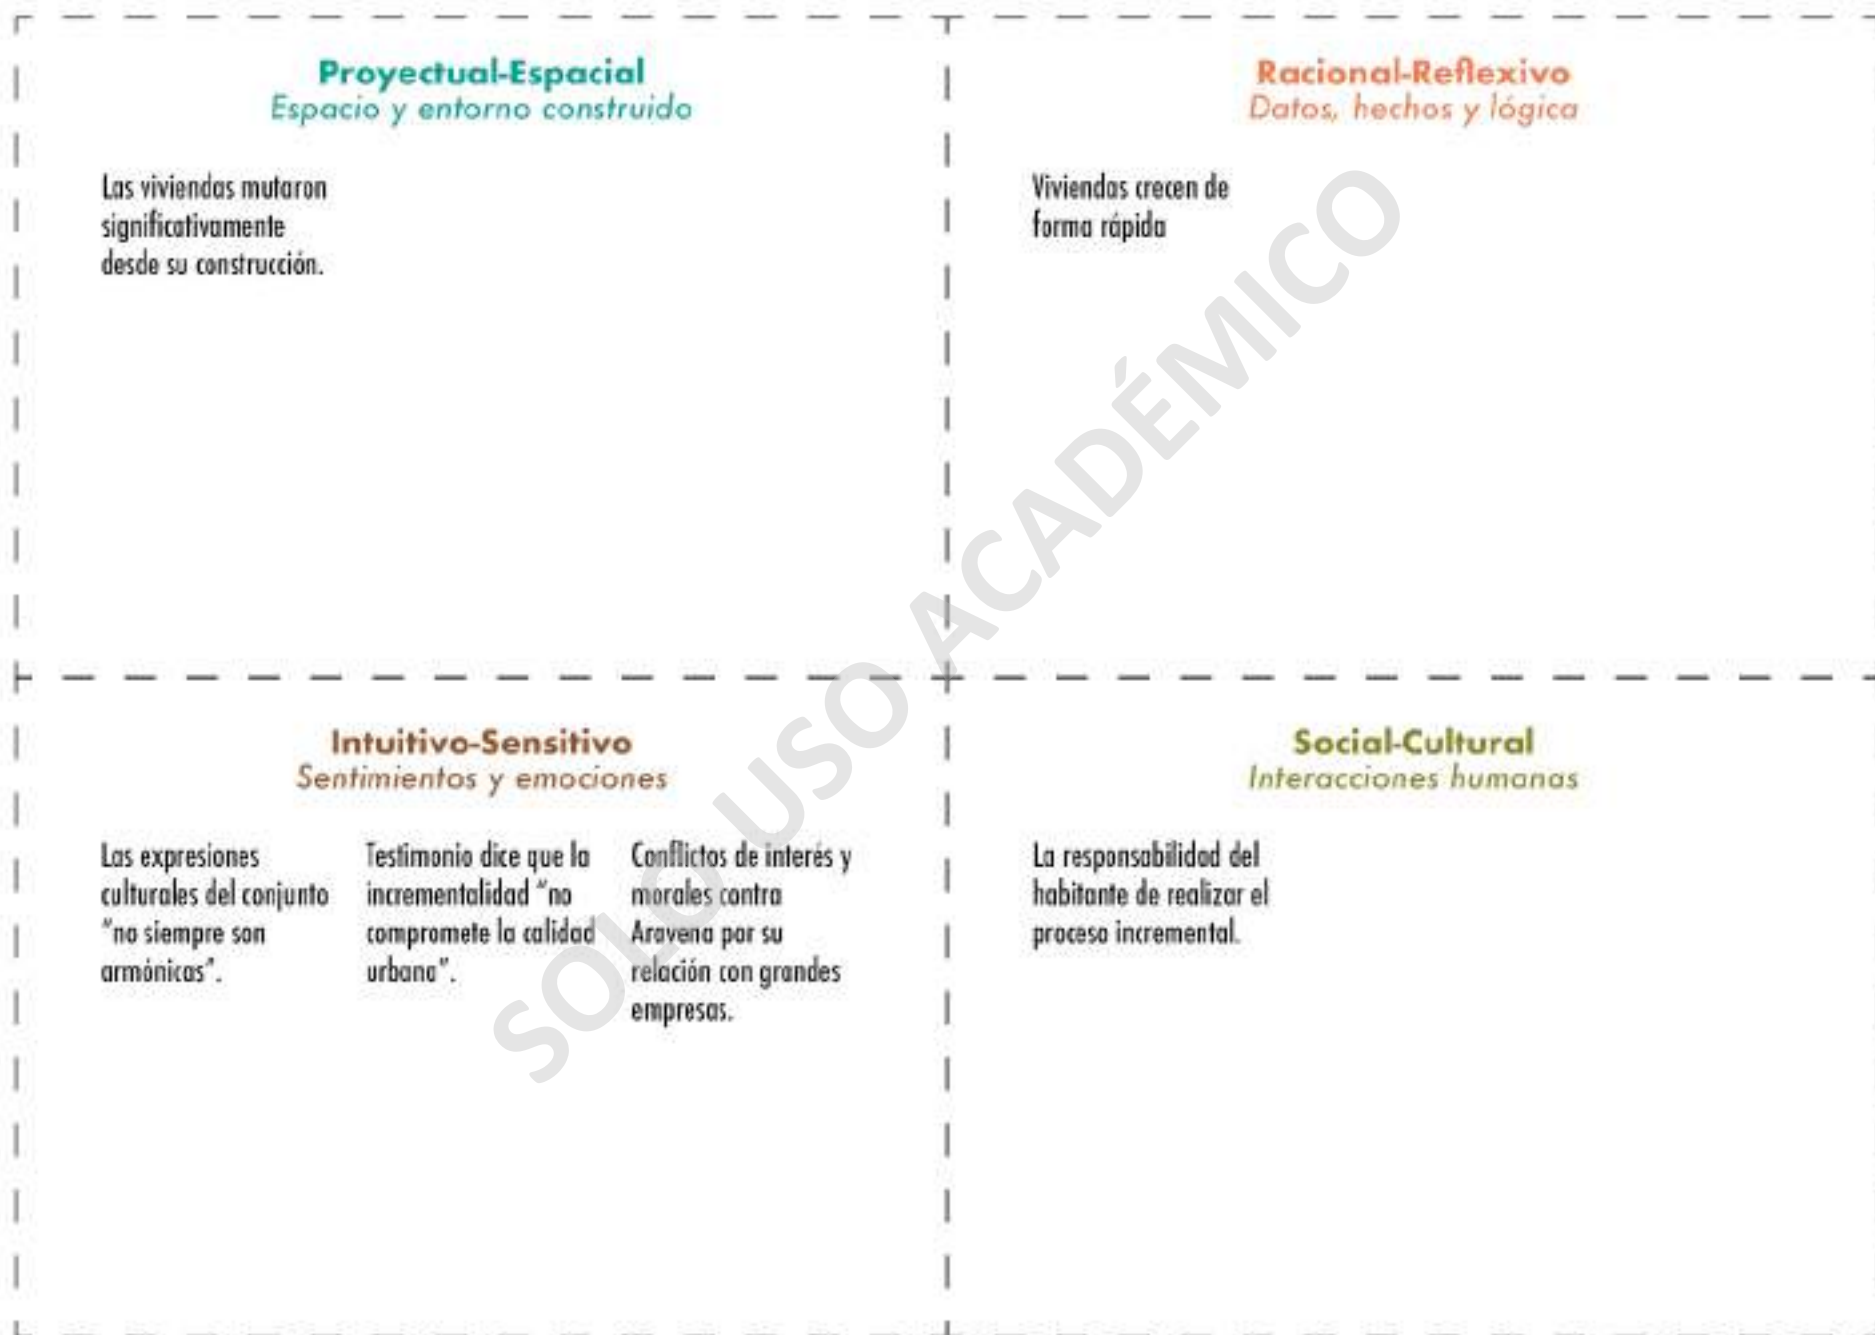 Proyectual-Espacial
Espacio y entorno construido
Las viviendas mutaron
significativamente
desde su construcción.
Racional-Reflexivo
Datos, hechos y lógica
Viviendas crecen de
forma rápida
Intuitivo-Sensitivo
Sentimientos y emociones
Las expresiones
culturales del conjunto
"no siempre son
armónicas".
Testimonio dice que la
incrementalidad "no
compromete la calidad
urbana".
Conflictos de interés y
morales contra
Aravena por su
relación con grandes
empresas.
Social-Cultural
Interacciones humanas
La responsabilidad del
habitante de realizar el
proceso incremental.
SOLO USO ACADÉMICO